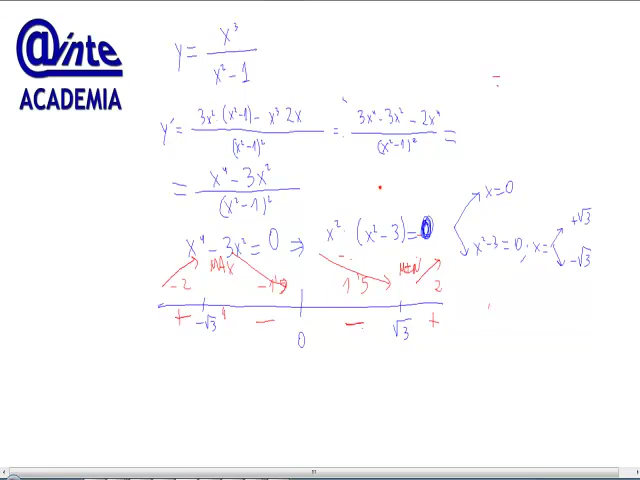 @inte
ACADEMIA
y = x³ / (x² - 1)
y' = (3x² · (x² - 1) - x³ · 2x) / (x² - 1)² = (3x⁴ - 3x² - 2x⁴) / (x² - 1)² =
= (x⁴ - 3x²) / (x² - 1)²
x⁴ - 3x² = 0 ⇒ x² · (x² - 3) = 0
x = 0
x² - 3 = 0 ; x =
+√3
-√3
MAX
MIN
-2 1'5 2
+ -√3 - 0 - √3 +